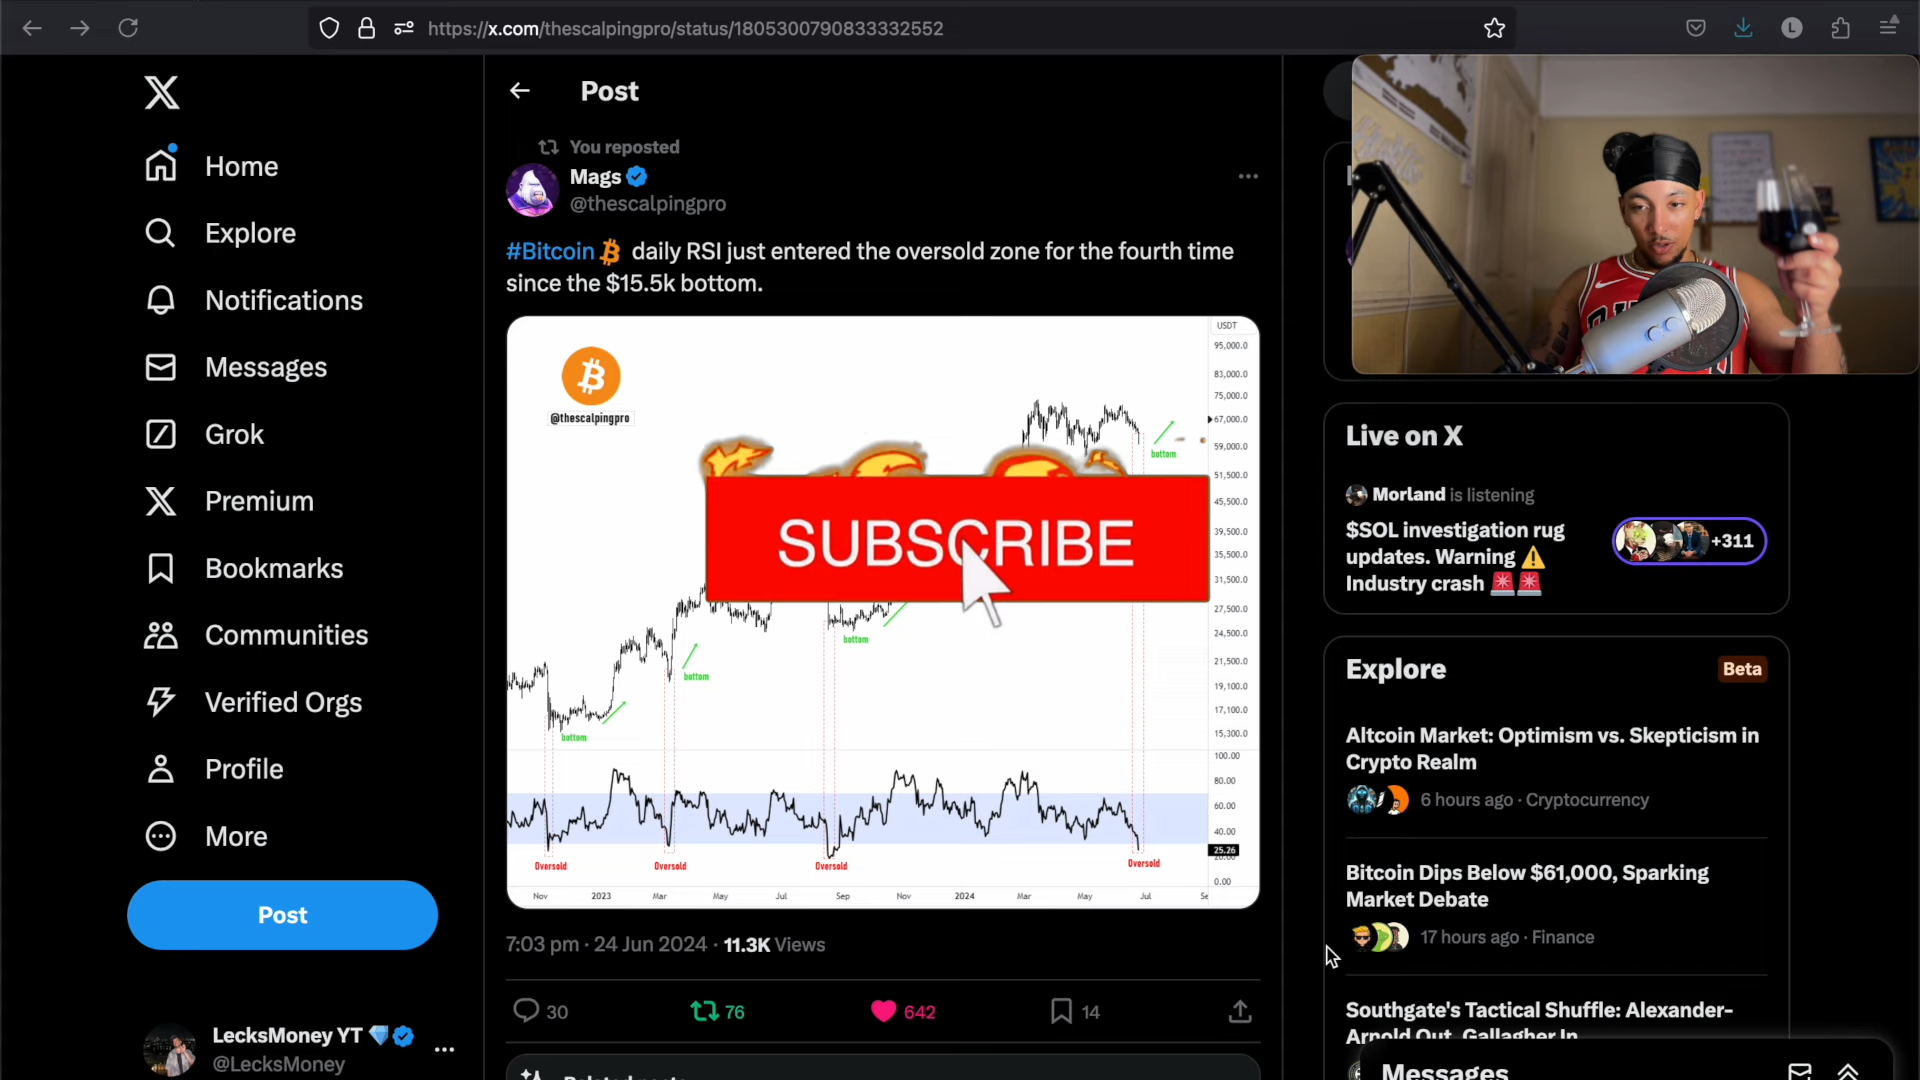 https://x.com/thescalpingpro/status/1805300790833332552
L
Home
Explore
Notifications
Messages
Grok
Premium
Bookmarks
Communities
Verified Orgs
Profile
More
Post
LecksMoney YT
@LecksMoney
Post
You reposted
Mags
@thescalpingpro
#Bitcoin daily RSI just entered the oversold zone for the fourth time
since the $15.5k bottom.
@thescalpingpro
SUBSCRIBE
bottom
bottom
bottom
bottom
Oversold
Oversold
Oversold
Oversold
USDT
95,000.0
83,000.0
75,000.0
67,000.0
59,000.0
51,500.0
45,500.0
39,500.0
35,500.0
31,500.0
27,500.0
24,500.0
21,500.0
19,100.0
17,100.0
15,300.0
100.00
80.00
60.00
40.00
25.26
0.00
Nov 2023 Mar May Jul Sep Nov 2024 Mar May Jul
7:03 pm · 24 Jun 2024 · 11.3K Views
30
76
642
14
Live on X
Morland is listening
$SOL investigation rug
updates. Warning
Industry crash
+311
Explore
Beta
Altcoin Market: Optimism vs. Skepticism in
Crypto Realm
6 hours ago · Cryptocurrency
Bitcoin Dips Below $61,000, Sparking
Market Debate
17 hours ago · Finance
Southgate's Tactical Shuffle: Alexander-
Arnold Out, Gallagher In
Messages